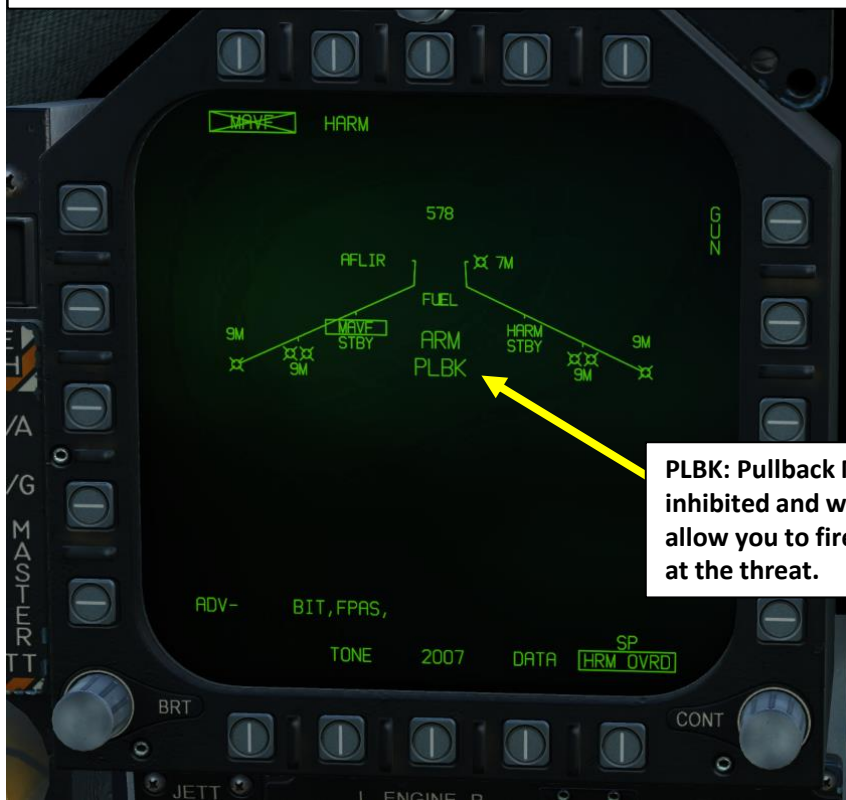 MAVF HARM
578
GUN
AFLIR 7M
FUEL
9M MAVF HARM 9M
STBY ARM STBY
9M PLBK 9M
/A
/G
MASTER
PLBK: Pullback
inhibited and
allow you to fire
at the threat.
ADV- BIT,FPAS,
SP
TONE 2007 DATA HRM OVRD
BRT CONT
JETT L ENGINE R